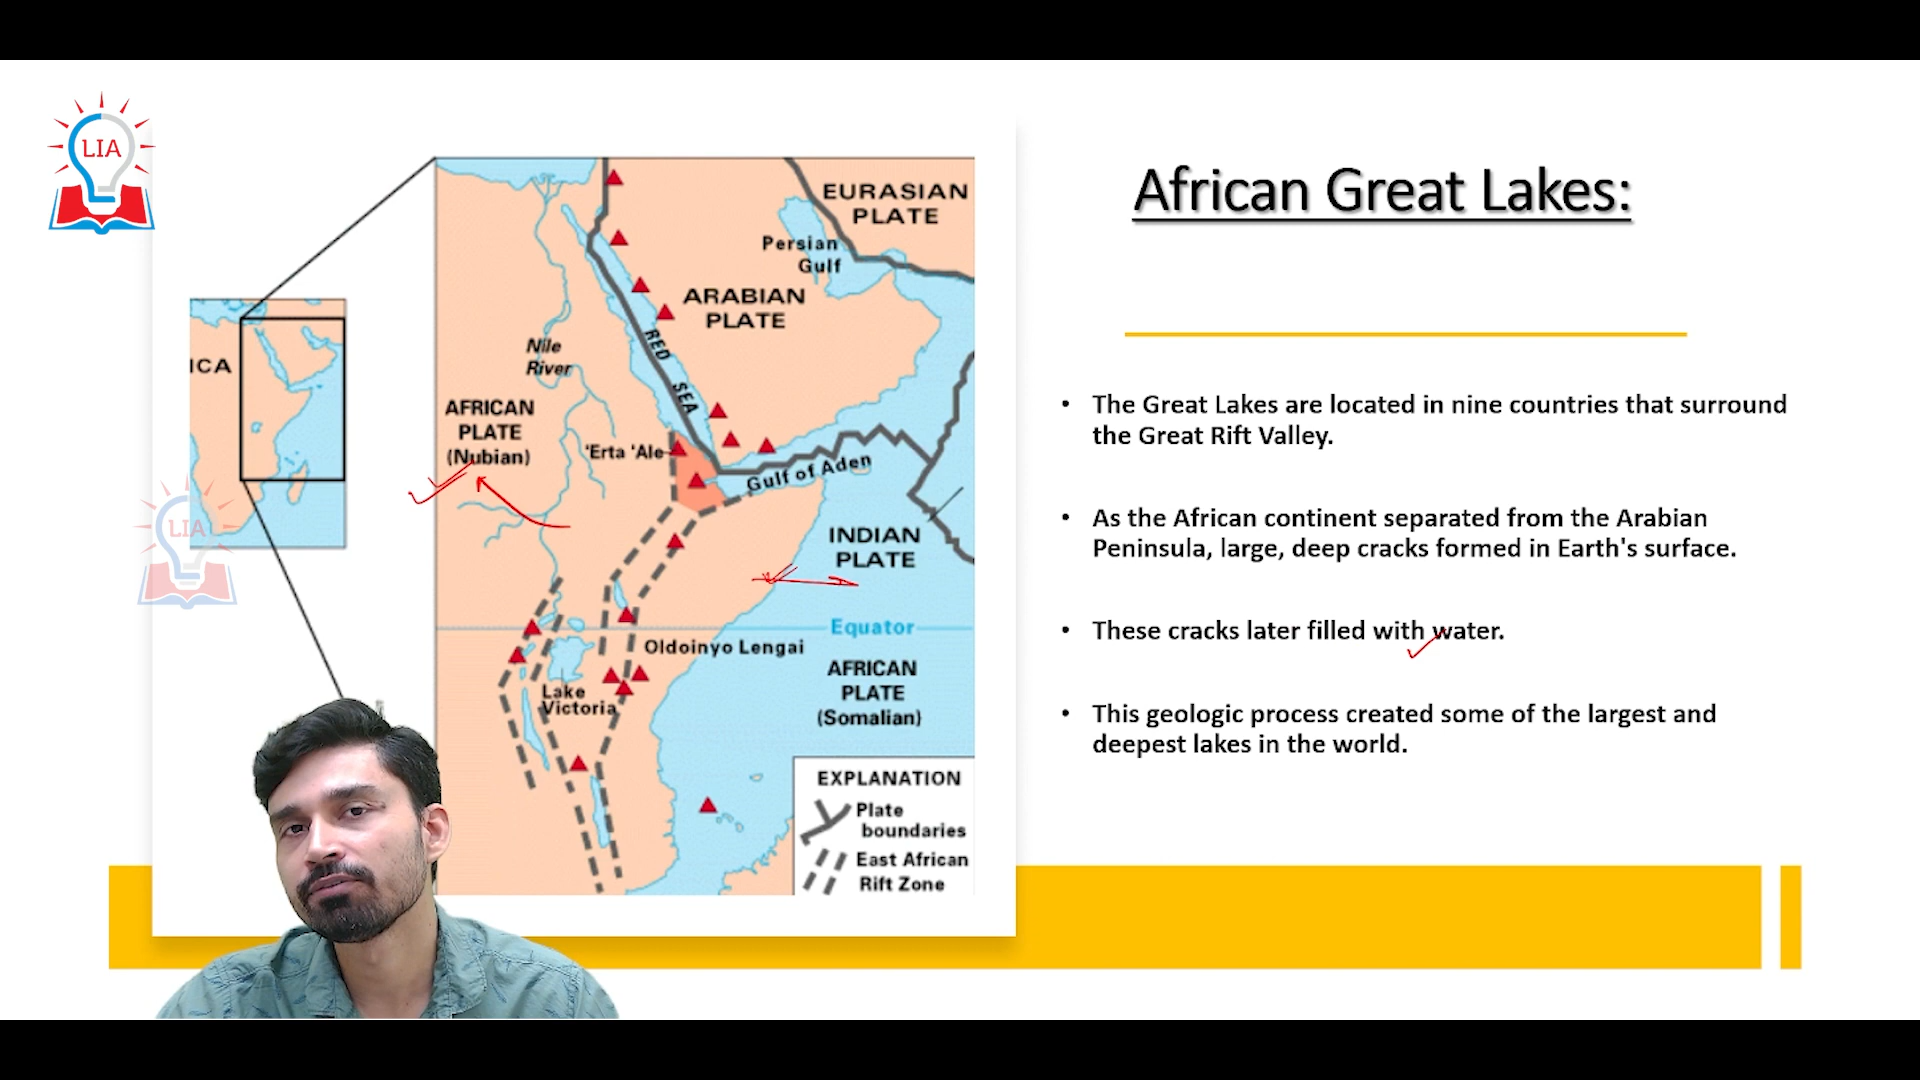 LIA
African Great Lakes:
EURASIAN
PLATE
Persian
Gulf
ARABIAN
PLATE
RED SEA
Nile
River
ICA
AFRICAN
PLATE
(Nubian)
'Erta 'Ale
Gulf of Aden
LIA
INDIAN
PLATE
Equator
Oldoinyo Lengai
AFRICAN
PLATE
(Somalian)
Lake
Victoria
EXPLANATION
Plate
boundaries
East African
Rift Zone
• The Great Lakes are located in nine countries that surround
the Great Rift Valley.
• As the African continent separated from the Arabian
Peninsula, large, deep cracks formed in Earth's surface.
• These cracks later filled with water.
• This geologic process created some of the largest and
deepest lakes in the world.